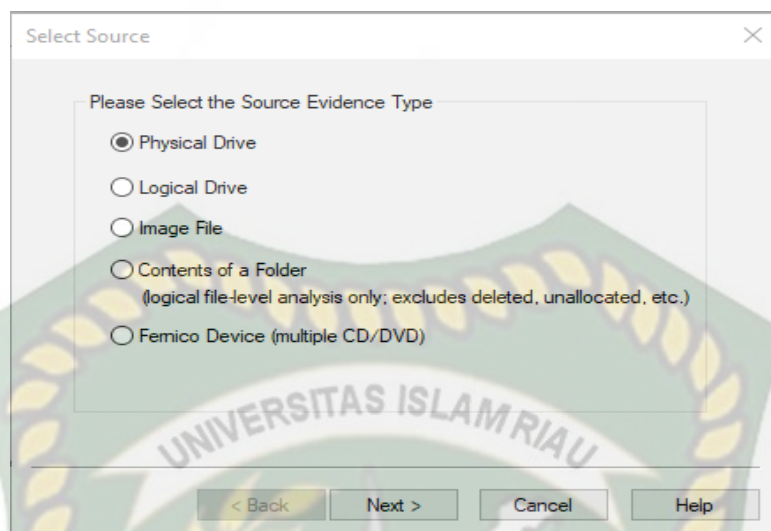 Select Source
Please Select the Source Evidence Type
Physical Drive
Logical Drive
Image File
Contents of a Folder
(logical file-level analysis only; excludes deleted, unallocated, etc.)
Fernico Device (multiple CD/DVD)
UNIVERSITAS ISLAM RIAU
< Back
Next >
Cancel
Help